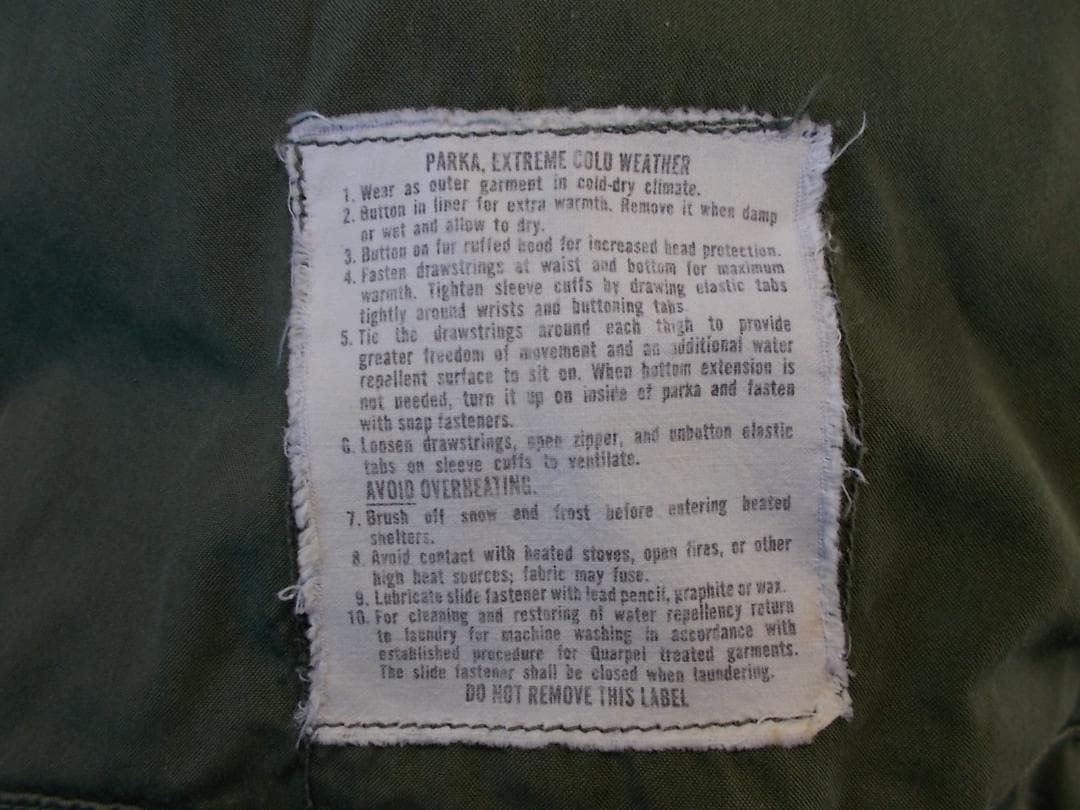 PARKA, EXTREME COLD WEATHER
1. Wear as outer garment in cold-dry climate.
2. Button in liner for extra warmth. Remove it when damp
or wet and allow to dry.
3. Button on fur ruffed hood for increased head protection.
4. Fasten drawstrings at waist and bottom for maximum
warmth. Tighten sleeve cuffs by drawing elastic tabs
tightly around wrists and buttoning tabs.
5. Tie the drawstrings around each thigh to provide
greater freedom of movement and an additional water
repellent surface to sit on. When bottom extension is
not needed, turn it up on inside of parka and fasten
with snap fasteners.
6. Loosen drawstrings, open zipper, and unbutton elastic
tabs on sleeve cuffs to ventilate.
AVOID OVERHEATING.
7. Brush off snow and frost before entering heated
shelters.
8. Avoid contact with heated stoves, open fires, or other
high heat sources; fabric may fuse.
9. Lubricate slide fastener with lead pencil, graphite or wax.
10. For cleaning and restoring of water repellency return
to laundry for machine washing in accordance with
established procedure for Quarpel treated garments.
The slide fastener shall be closed when laundering.
DO NOT REMOVE THIS LABEL